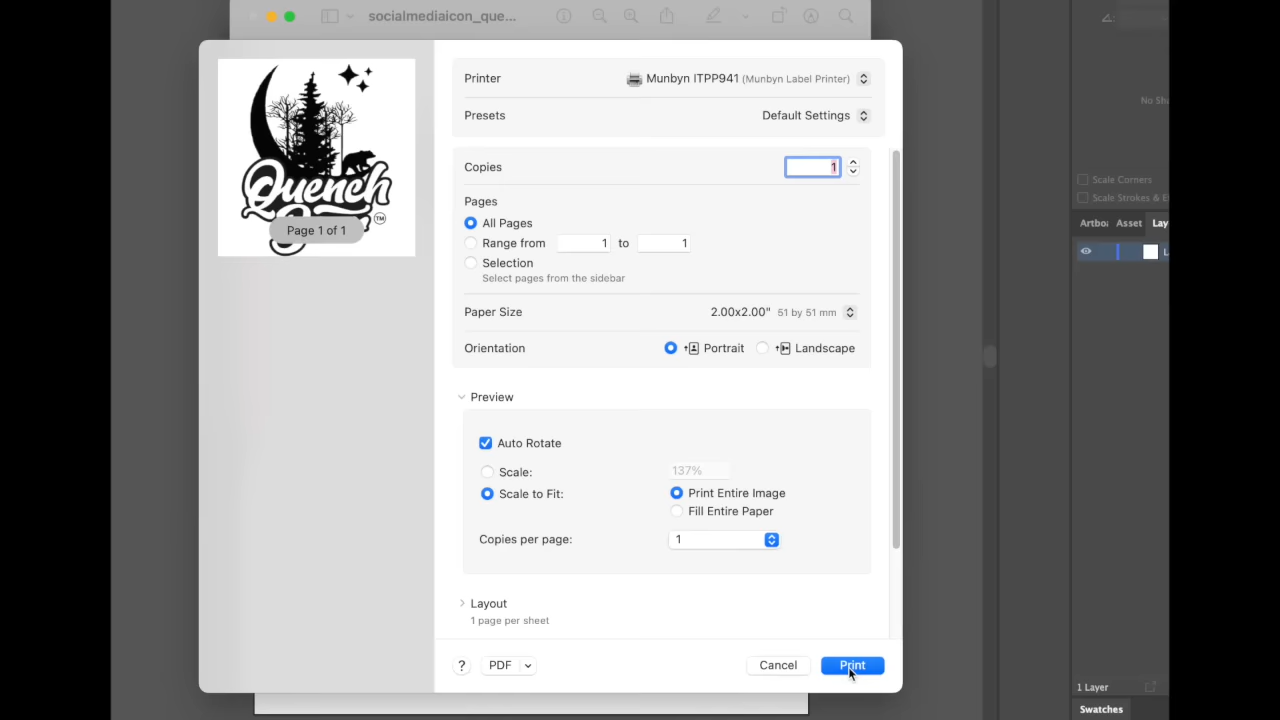 socialmediaicon_que...
Printer
Munbyn ITPP941 (Munbyn Label Printer)
Presets
Default Settings
Copies
1
Pages
All Pages
Range from 1 to 1
Selection
Select pages from the sidebar
Paper Size
2.00x2.00" 51 by 51 mm
Orientation
Portrait
Landscape
Preview
Auto Rotate
Scale:
137%
Scale to Fit:
Print Entire Image
Fill Entire Paper
Copies per page:
1
Layout
1 page per sheet
?
PDF
Cancel
Print
Quench
TM
Page 1 of 1
No Sha
Scale Corners
Scale Strokes & E
Artboa
Asset
Lay
L
1 Layer
Swatches